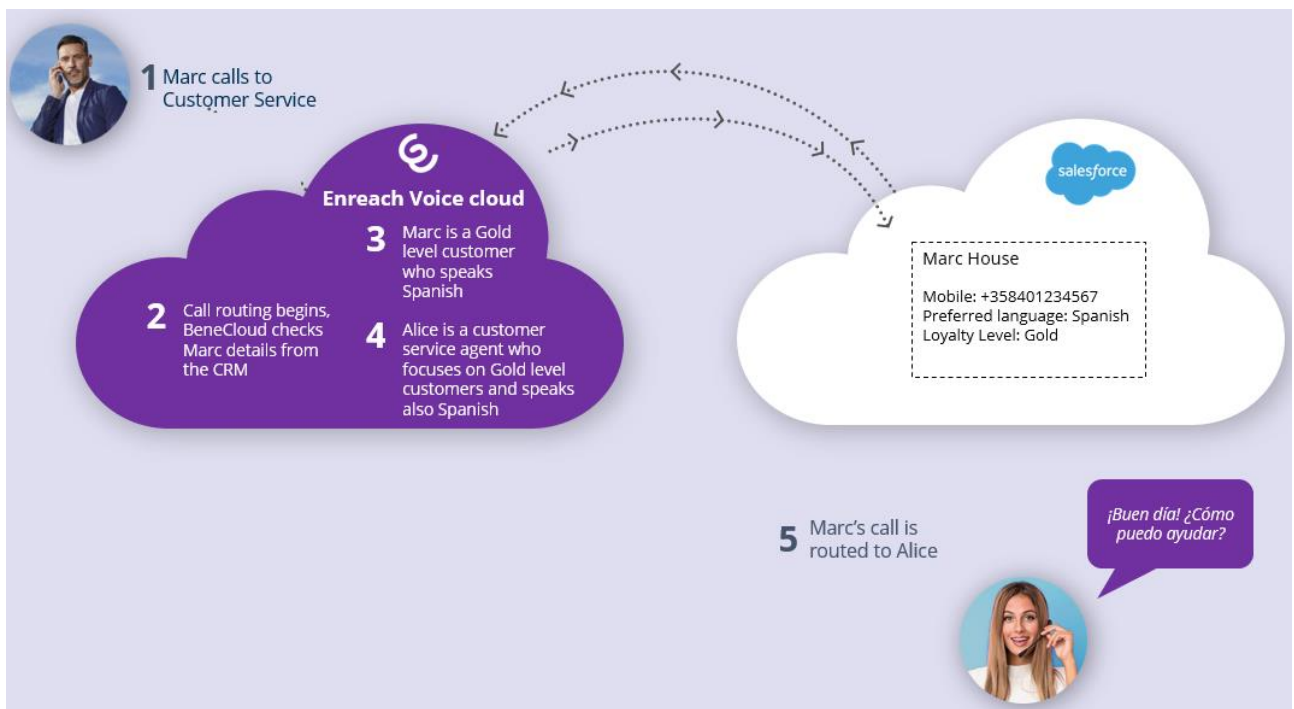 1 Marc calls to
Customer Service
Enreach Voice cloud
2 Call routing begins,
BeneCloud checks
Marc details from
the CRM
3 Marc is a Gold
level customer
who speaks
Spanish
4 Alice is a customer
service agent who
focuses on Gold level
customers and speaks
also Spanish
salesforce
Marc House
Mobile: +358401234567
Preferred language: Spanish
Loyalty Level: Gold
5 Marc’s call is
routed to Alice
¡Buen día! ¿Cómo
puedo ayudar?